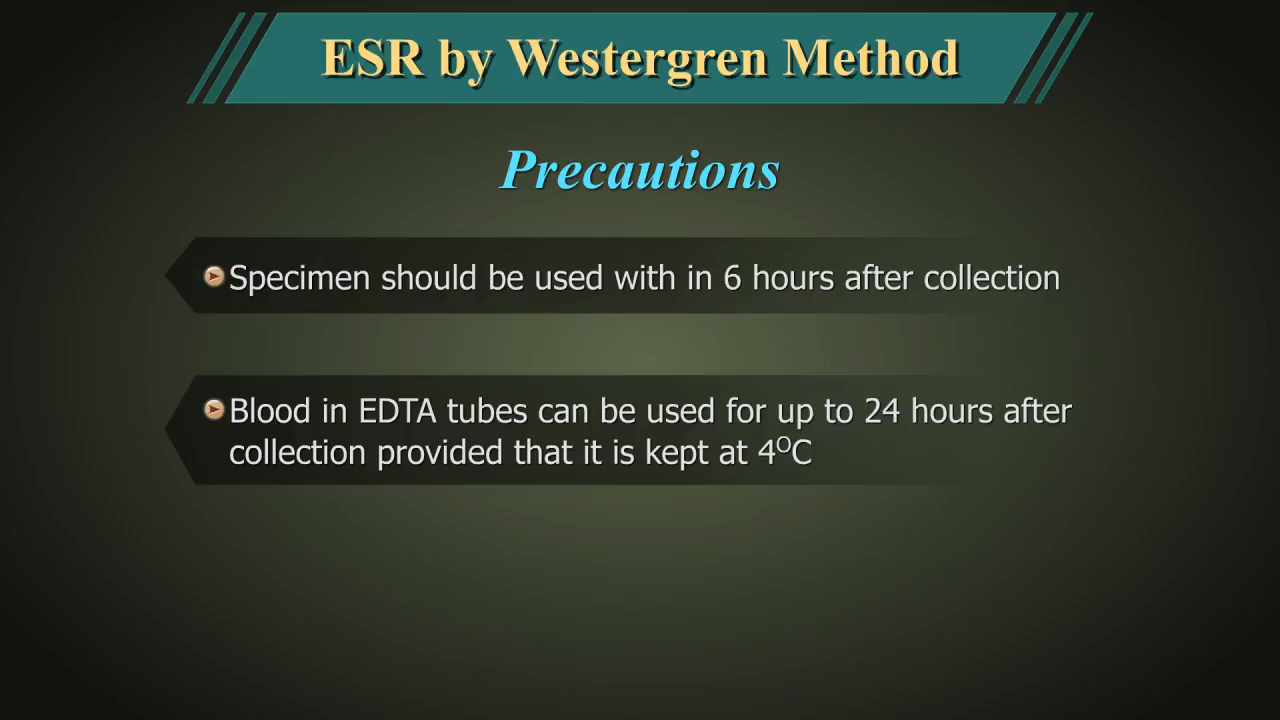 ESR by Westergren Method
Precautions
Specimen should be used with in 6 hours after collection
Blood in EDTA tubes can be used for up to 24 hours after
collection provided that it is kept at 4ᴼC